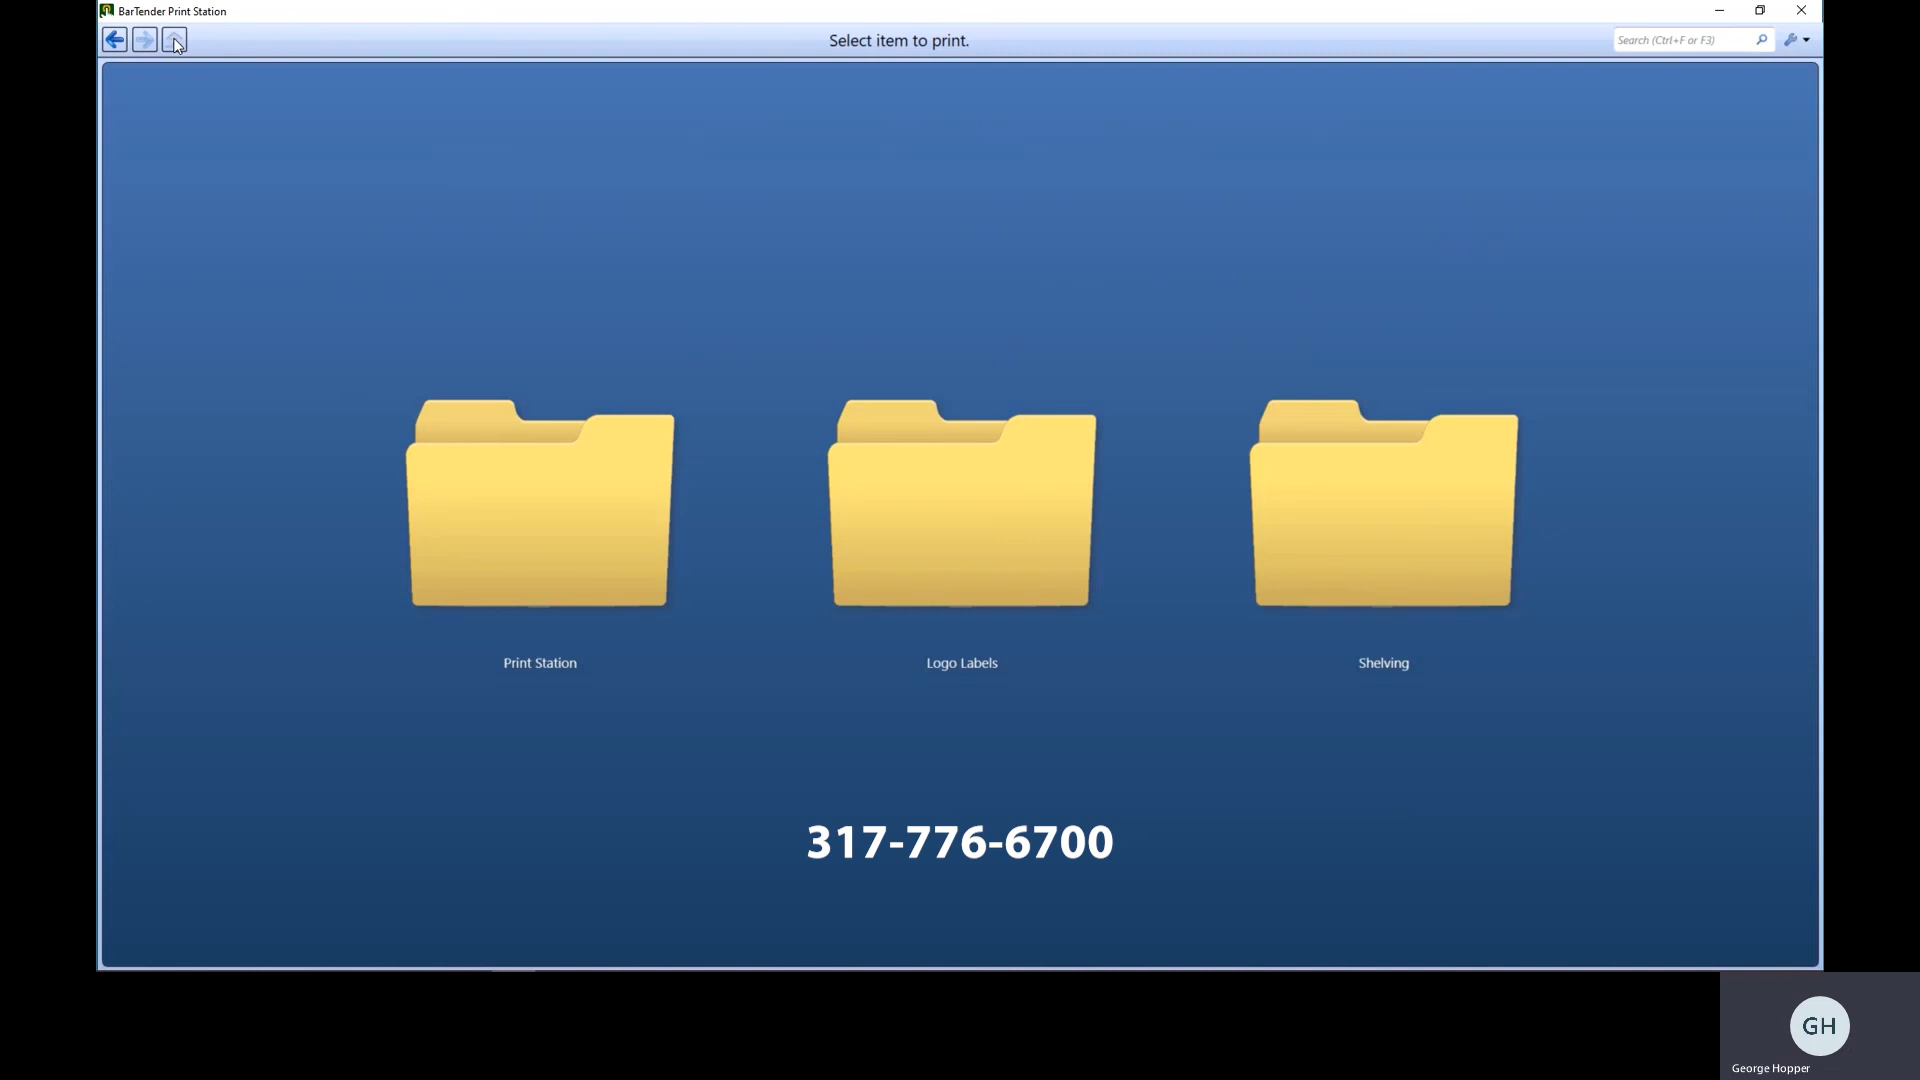 BarTender Print Station
Select item to print.
Search (Ctrl+F or F3)
Print Station
Logo Labels
Shelving
317-776-6700
GH
George Hopper